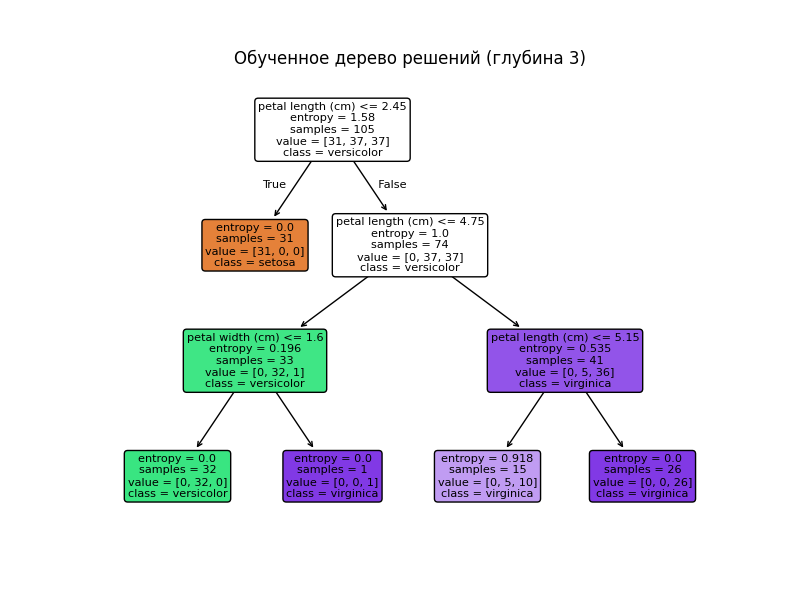 Обученное дерево решений (глубина 3)
petal length (cm) <= 2.45
entropy = 1.58
samples = 105
value = [31, 37, 37]
class = versicolor
True
False
entropy = 0.0
samples = 31
value = [31, 0, 0]
class = setosa
petal length (cm) <= 4.75
entropy = 1.0
samples = 74
value = [0, 37, 37]
class = versicolor
petal width (cm) <= 1.6
entropy = 0.196
samples = 33
value = [0, 32, 1]
class = versicolor
petal length (cm) <= 5.15
entropy = 0.535
samples = 41
value = [0, 5, 36]
class = virginica
entropy = 0.0
samples = 32
value = [0, 32, 0]
class = versicolor
entropy = 0.0
samples = 1
value = [0, 0, 1]
class = virginica
entropy = 0.918
samples = 15
value = [0, 5, 10]
class = virginica
entropy = 0.0
samples = 26
value = [0, 0, 26]
class = virginica